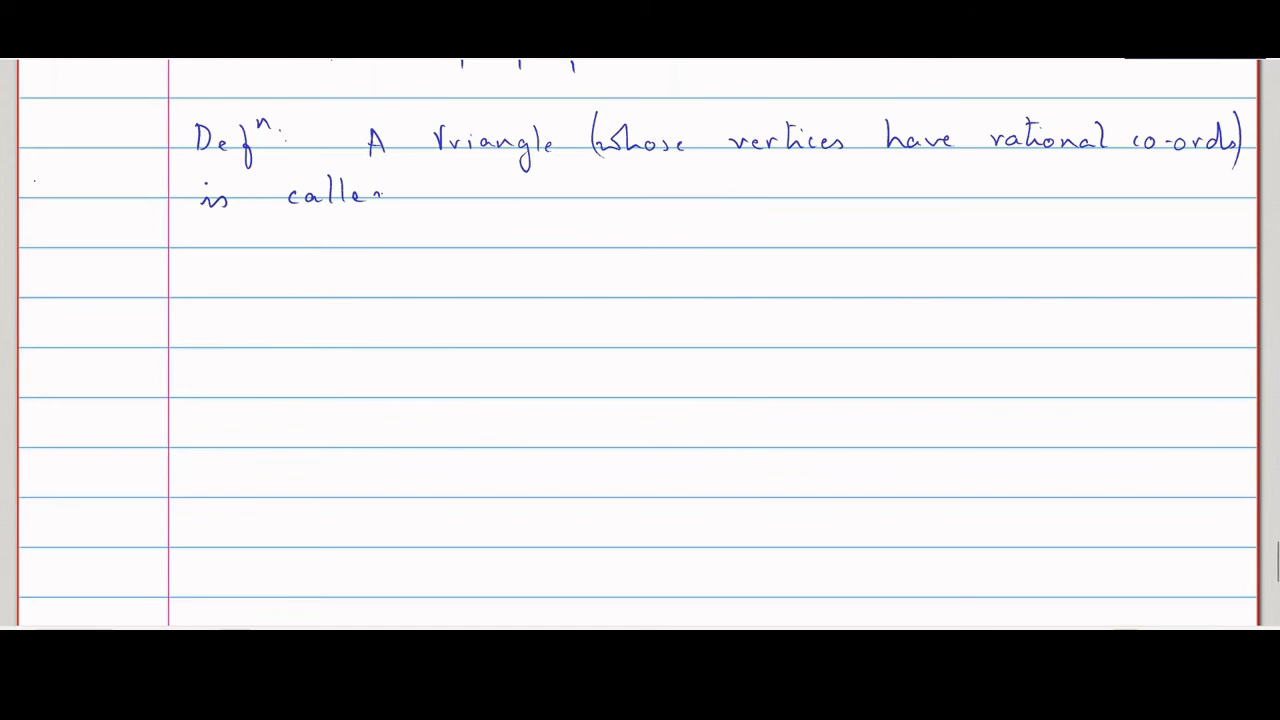 Defⁿ: A triangle (whose vertices have rational co-ords)
is calle